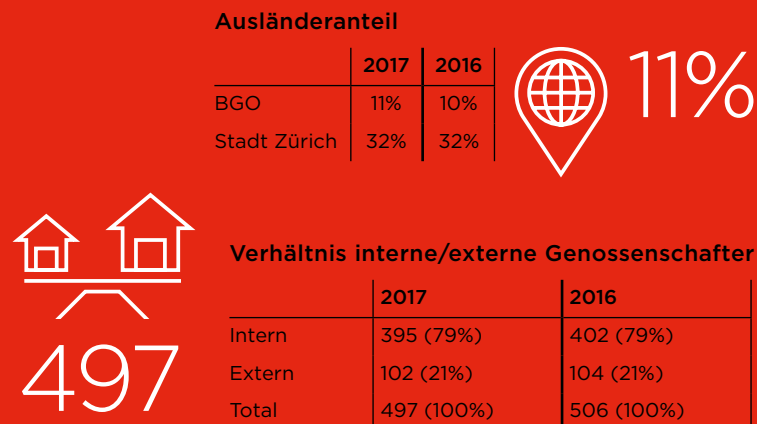 Ausländeranteil
2017 2016
BGO 11% 10%
Stadt Zürich 32% 32%
11%
Verhältnis interne/externe Genossenschafter
2017 2016
Intern 395 (79%) 402 (79%)
Extern 102 (21%) 104 (21%)
Total 497 (100%) 506 (100%)
497